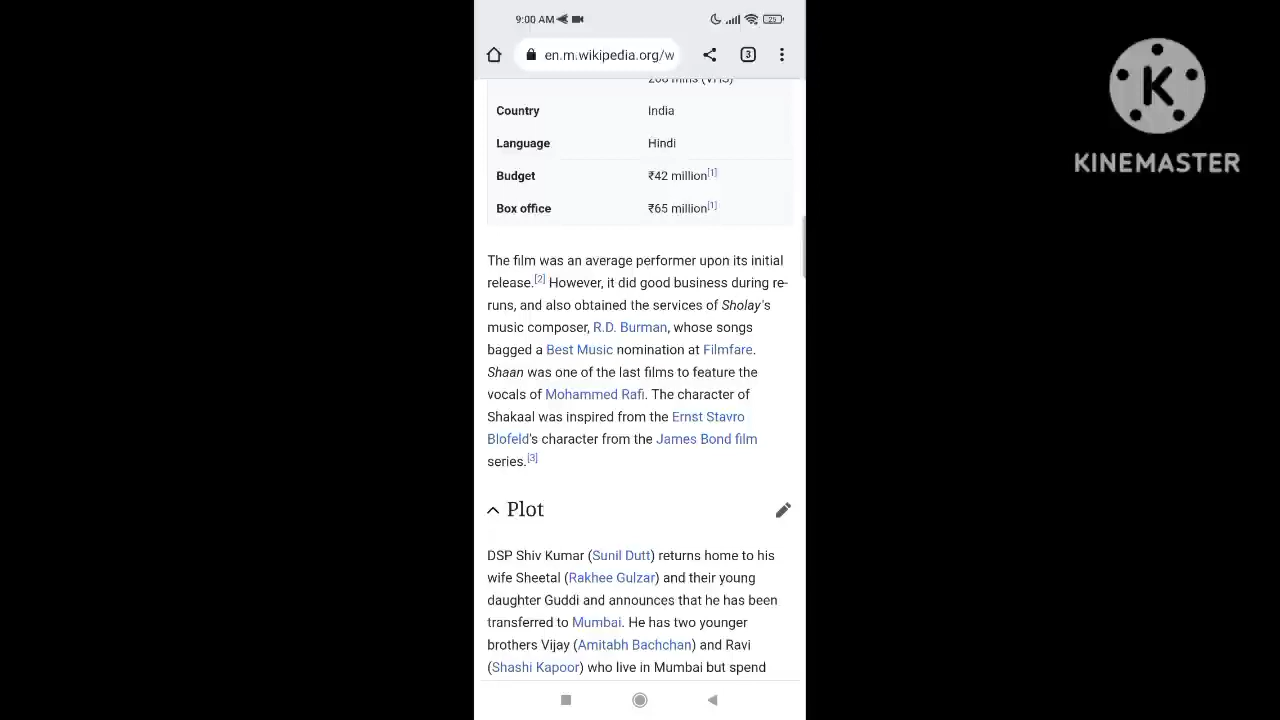 9:00 AM
25
en.m.wikipedia.org/w
3
KINEMASTER
206 mins (VHS)
Country India
Language Hindi
Budget ₹42 million[1]
Box office ₹65 million[1]
The film was an average performer upon its initial
release.[2] However, it did good business during re-
runs, and also obtained the services of Sholay's
music composer, R.D. Burman, whose songs
bagged a Best Music nomination at Filmfare.
Shaan was one of the last films to feature the
vocals of Mohammed Rafi. The character of
Shakaal was inspired from the Ernst Stavro
Blofeld's character from the James Bond film
series.[3]
Plot
DSP Shiv Kumar (Sunil Dutt) returns home to his
wife Sheetal (Rakhee Gulzar) and their young
daughter Guddi and announces that he has been
transferred to Mumbai. He has two younger
brothers Vijay (Amitabh Bachchan) and Ravi
(Shashi Kapoor) who live in Mumbai but spend